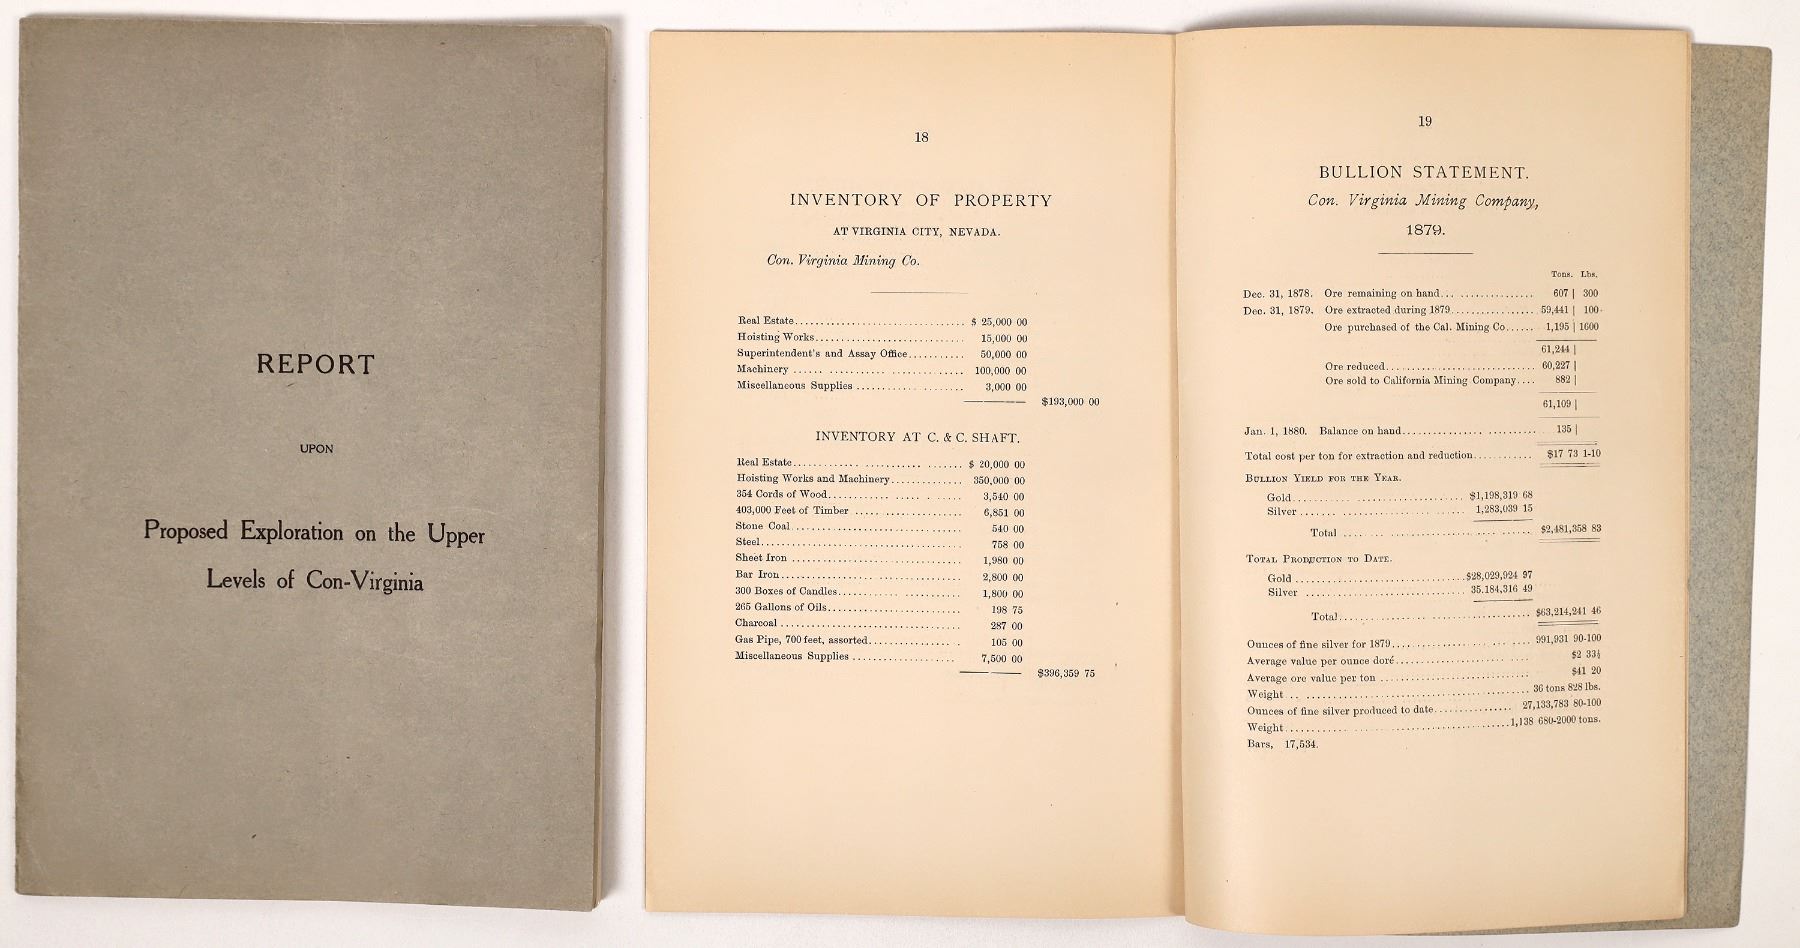 REPORT
UPON
Proposed Exploration on the Upper
Levels of Con-Virginia
18
INVENTORY OF PROPERTY
AT VIRGINIA CITY, NEVADA.
Con. Virginia Mining Co.
Real Estate................................. $ 25,000 00
Hoisting Works............................. 15,000 00
Superintendent's and Assay Office........... 50,000 00
Machinery ...... ................. ............. 100,000 00
Miscellaneous Supplies ..................... 3,000 00
$193,000 00
INVENTORY AT C. & C. SHAFT.
Real Estate............ ........... ....... $ 20,000 00
Hoisting Works and Machinery.............. 350,000 00
354 Cords of Wood............ ..... . ...... 3,540 00
403,000 Feet of Timber ..................... 6,851 00
Stone Coal................................. 540 00
Steel....................................... 758 00
Sheet Iron ................................. 1,980 00
Bar Iron................................... 2,800 00
300 Boxes of Candles........................ 1,800 00
265 Gallons of Oils.......................... 198 75
Charcoal ................................... 287 00
Gas Pipe, 700 feet, assorted.................. 105 00
Miscellaneous Supplies .................... 7,500 00
$396,359 75
19
BULLION STATEMENT.
Con. Virginia Mining Company,
1879.
Tons. Lbs.
Dec. 31, 1878. Ore remaining on hand... ............... 607 | 300
Dec. 31, 1879. Ore extracted during 1879................. 59,441 | 100
Ore purchased of the Cal. Mining Co...... 1,195 | 1600
61,244 |
Ore reduced.............................. 60,227 |
Ore sold to California Mining Company.... 882 |
61,109 |
Jan. 1, 1880. Balance on hand................ .......... 135 |
Total cost per ton for extraction and reduction............ $17 73 1-10
BULLION YIELD FOR THE YEAR.
Gold.................................. $1,198,319 68
Silver................................. 1,283,039 15
Total .... ............................... $2,481,358 83
TOTAL PRODUCTION TO DATE.
Gold ................................. $28,029,924 97
Silver ............................... 35.184,316 49
Total..................................... $63,214,241 46
Ounces of fine silver for 1879........................... 991,931 90-100
Average value per ounce doré........................... $2 33½
Average ore value per ton ............................. $41 20
Weight ... ............................................ 36 tons 828 lbs.
Ounces of fine silver produced to date................ 27,133,783 80-100
Weight..............................................1,138 680-2000 tons.
Bars, 17,534.